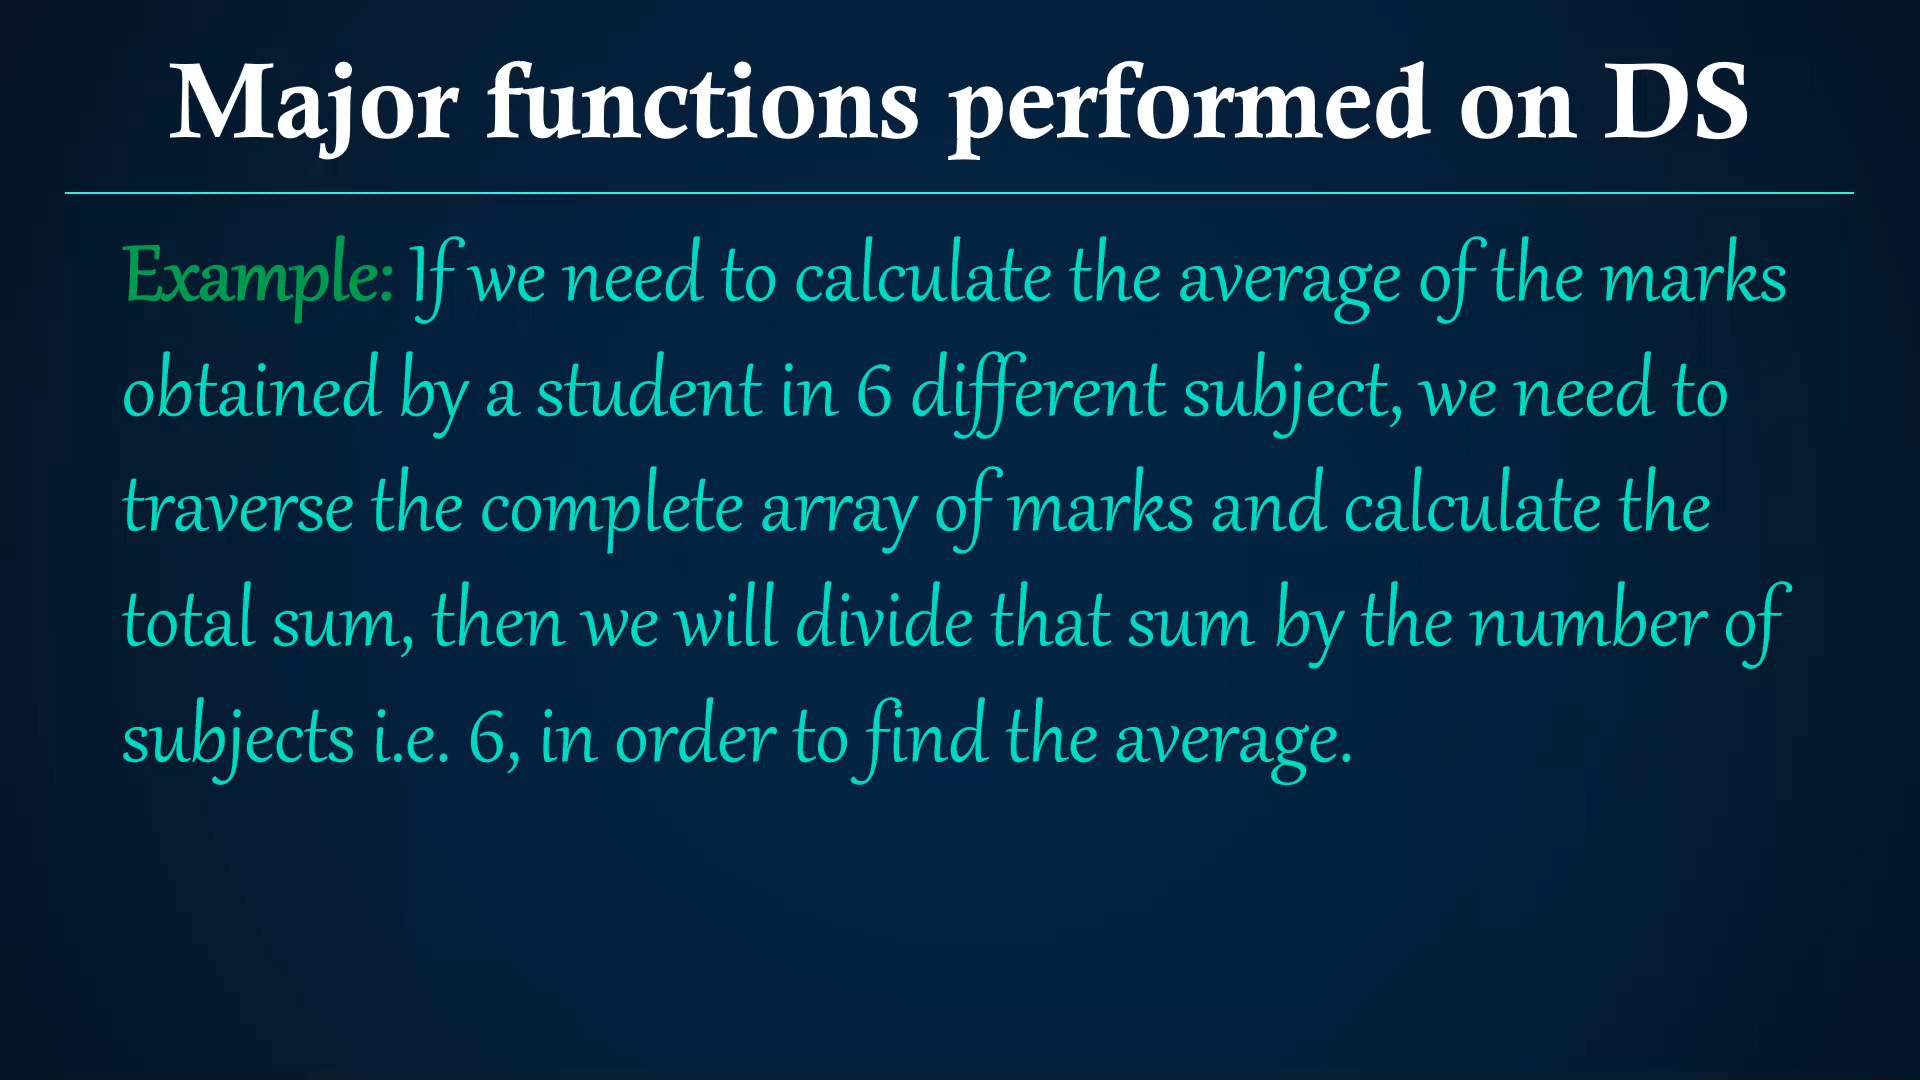 Major functions performed on DS
Example: If we need to calculate the average of the marks
obtained by a student in 6 different subject, we need to
traverse the complete array of marks and calculate the
total sum, then we will divide that sum by the number of
subjects i.e. 6, in order to find the average.